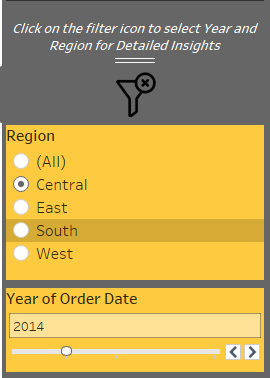 Click on the filter icon to select Year and
Region for Detailed Insights
Region
(All)
Central
East
South
West
Year of Order Date
2014